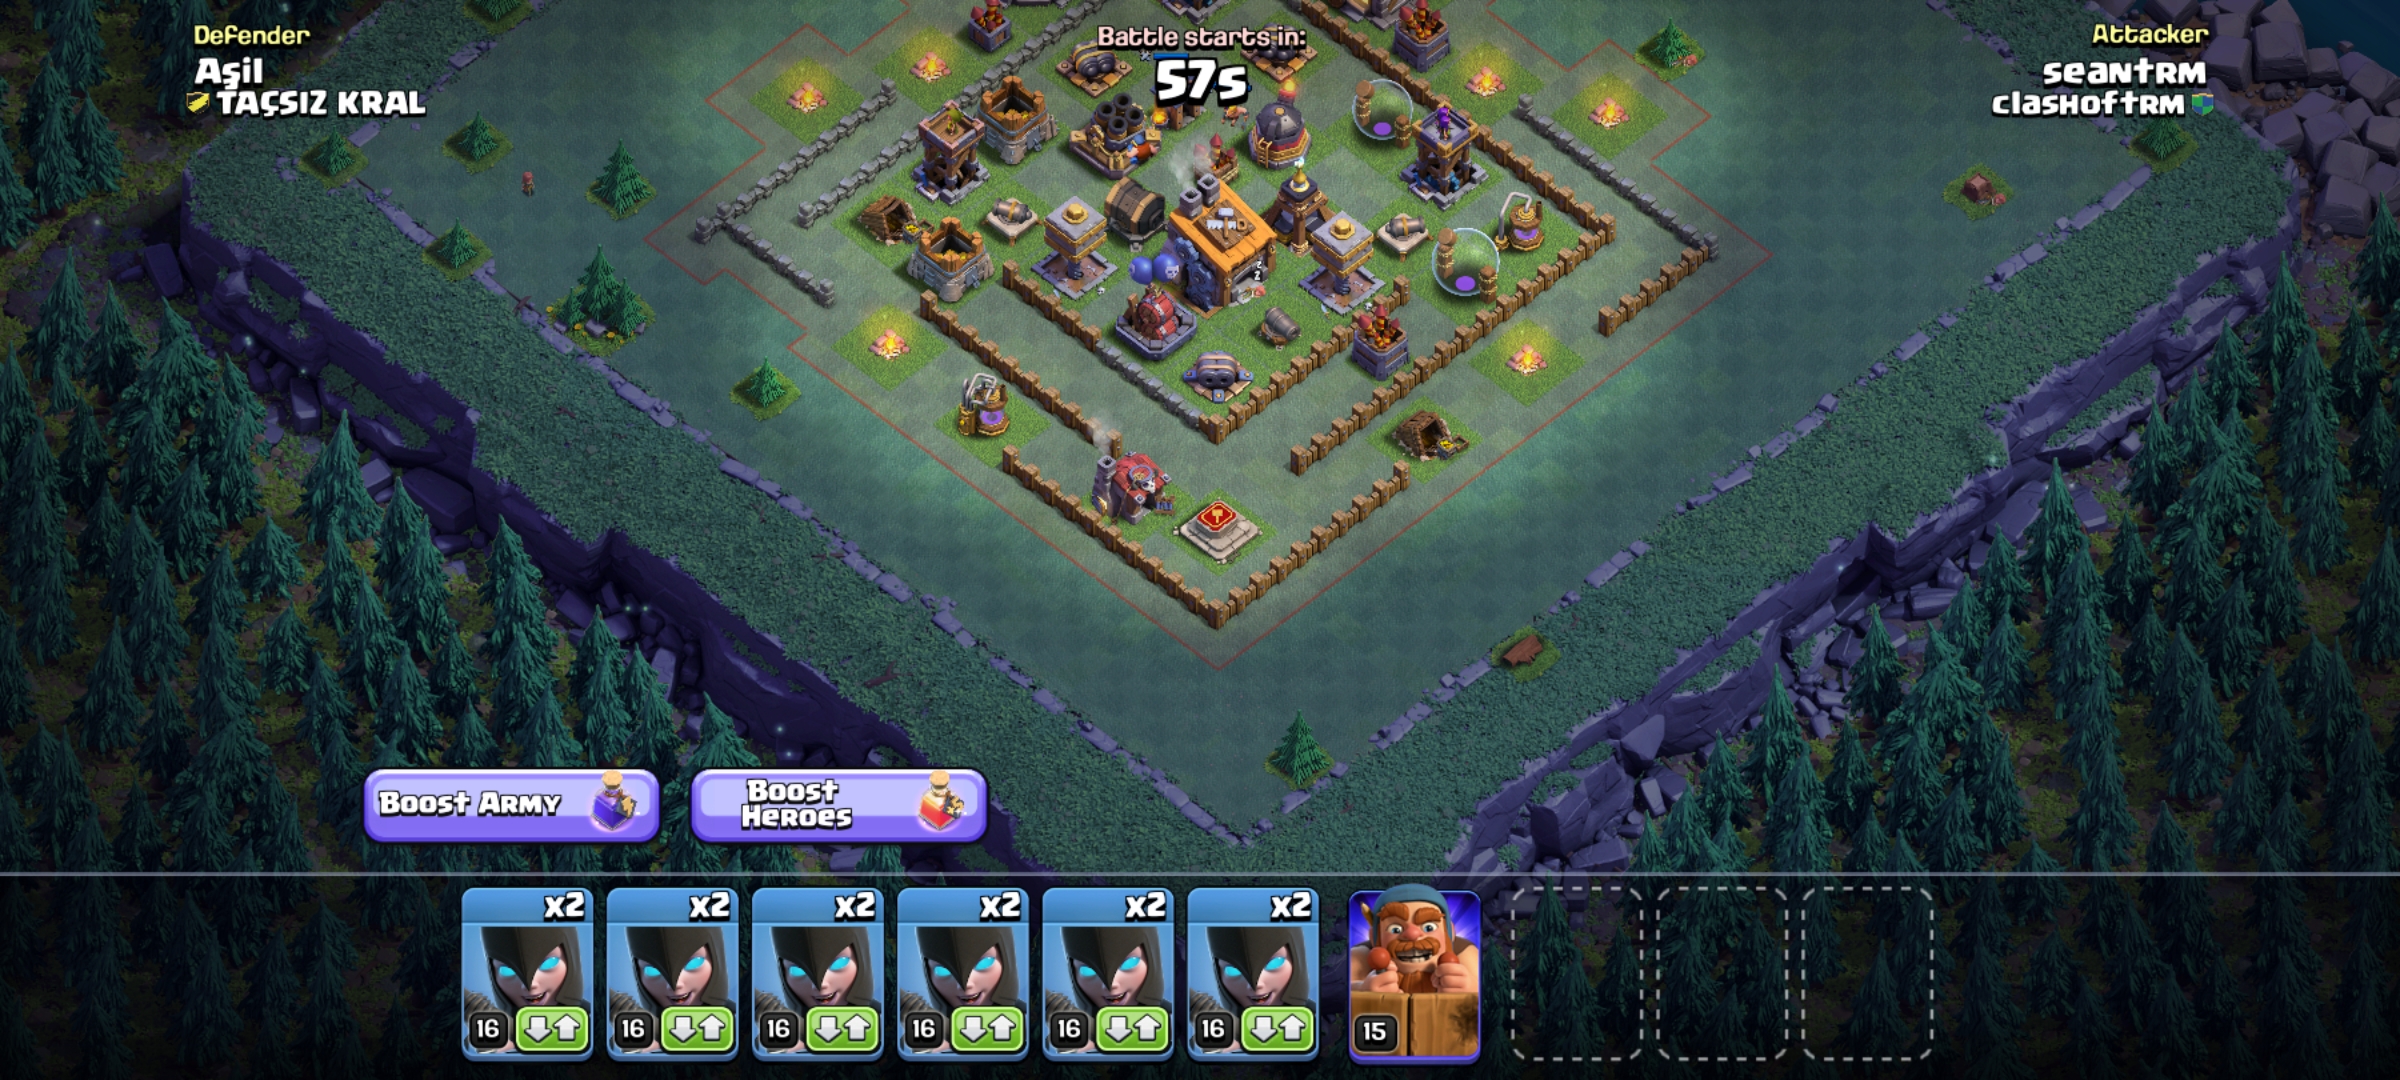 Defender
Aşil
TAÇSIZ KRAL
Battle starts in:
57s
Attacker
seantRM
clashoftRM
Boost Army
Boost
Heroes
x2 x2 x2 x2 x2 x2
16 16 16 16 16 16 15